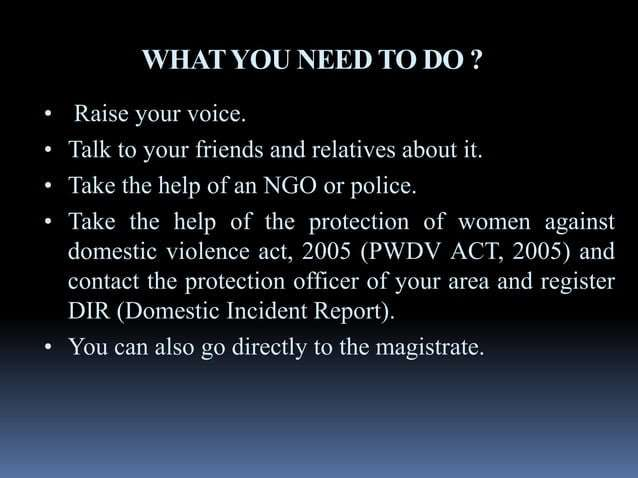 WHAT YOU NEED TO DO ?
• Raise your voice.
• Talk to your friends and relatives about it.
• Take the help of an NGO or police.
• Take the help of the protection of women against
domestic violence act, 2005 (PWDV ACT, 2005) and
contact the protection officer of your area and register
DIR (Domestic Incident Report).
• You can also go directly to the magistrate.